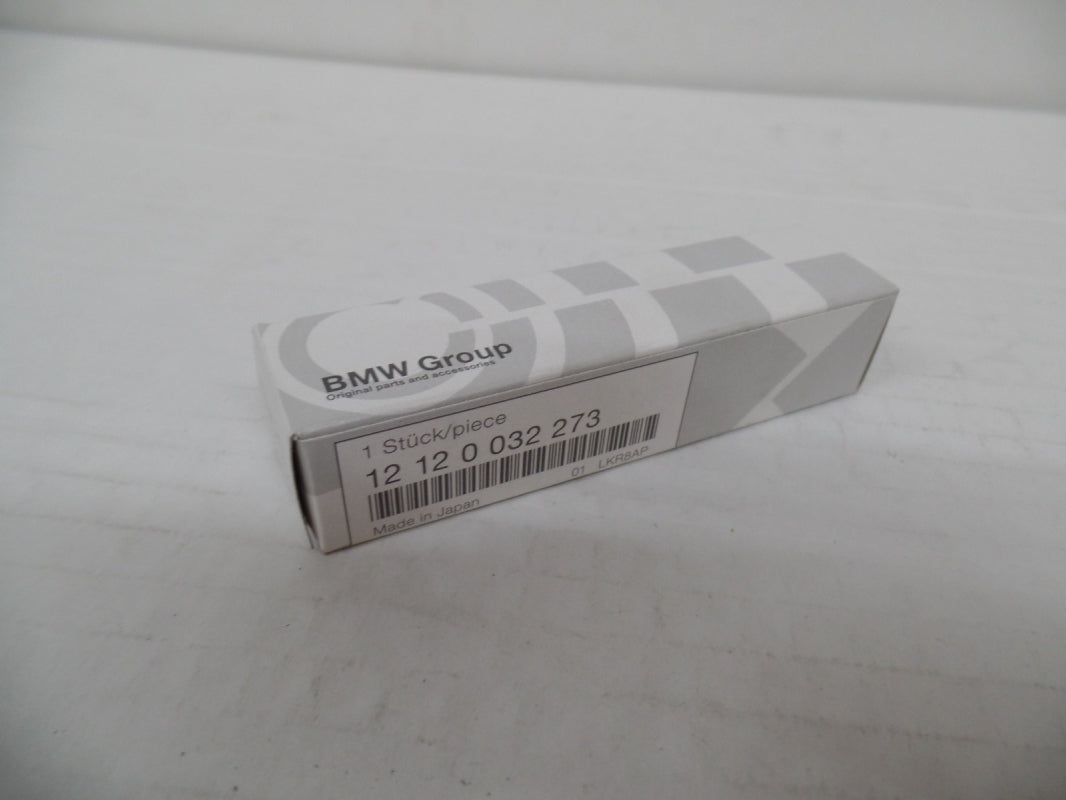 BMW Group
Original parts and accessories
1 Stück/piece
12 12 0 032 273
01 LKR8AP
Made in Japan